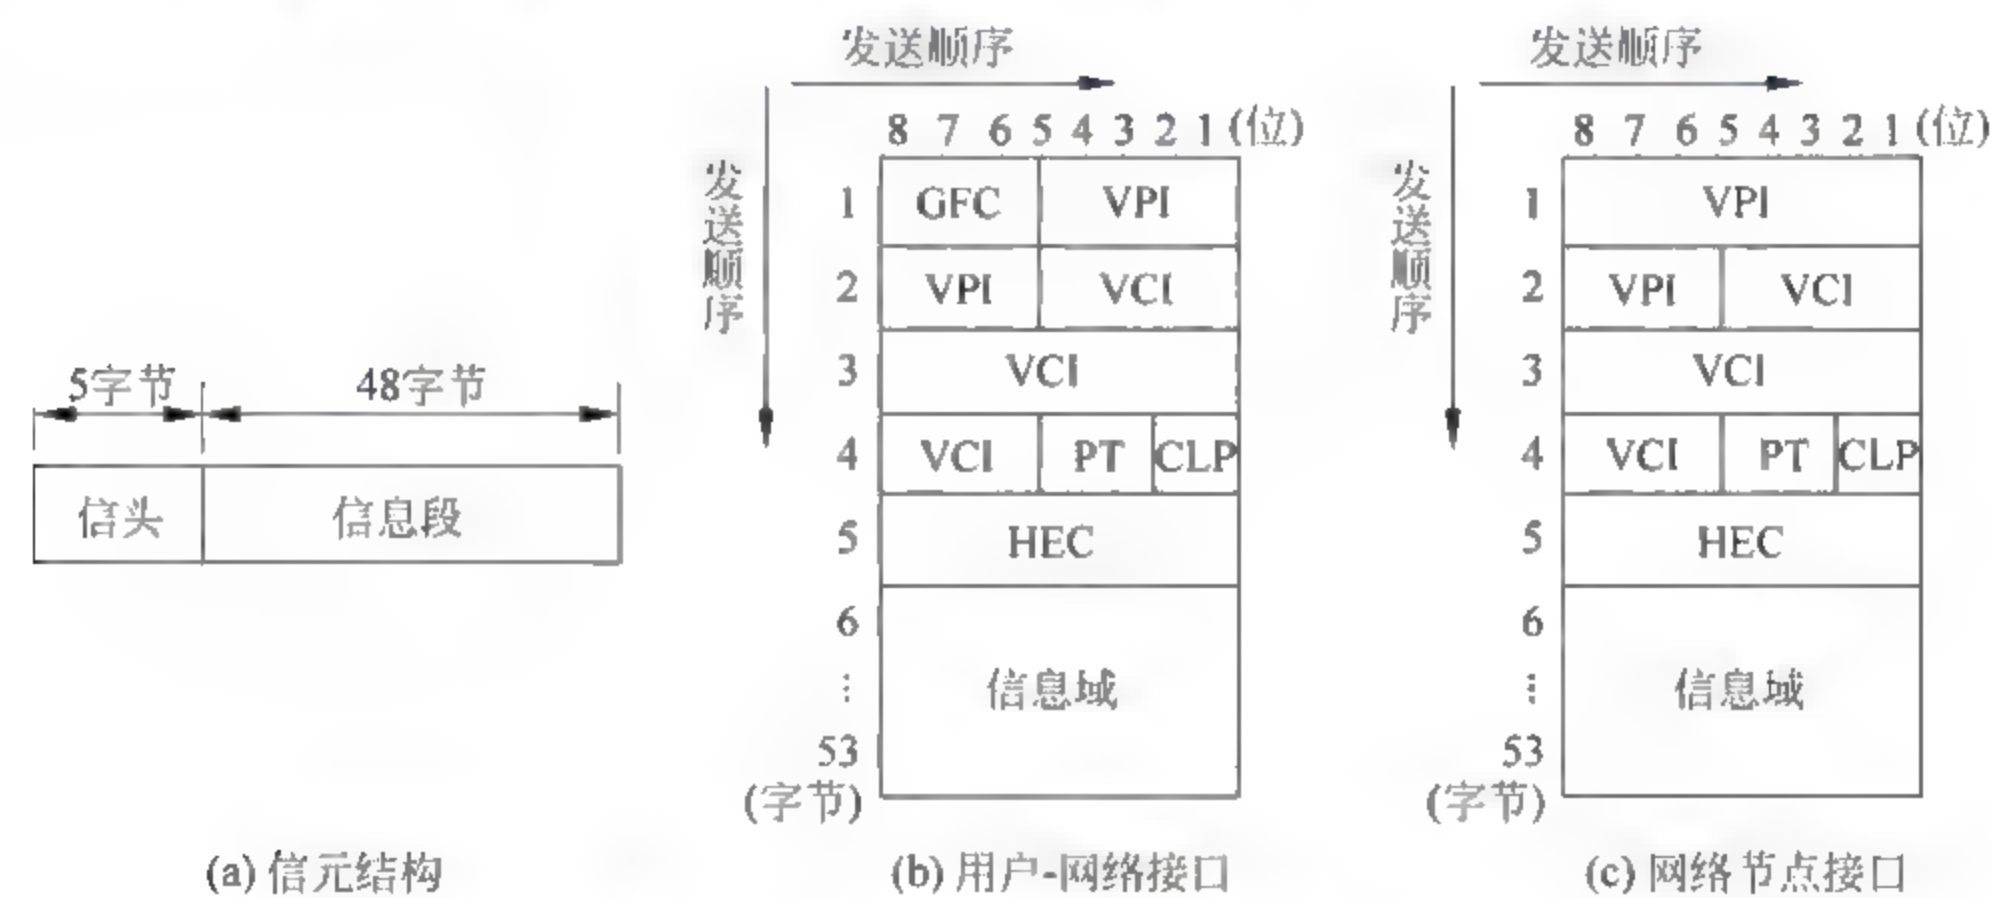 5字节 48字节
信头 信息段
(a) 信元结构
发送顺序
发送顺序
8 7 6 5 4 3 2 1 (位)
1 GFC VPI
2 VPI VCI
3 VCI
4 VCI PT CLP
5 HEC
6
⋮ 信息域
53
(字节)
(b) 用户-网络接口
发送顺序
发送顺序
8 7 6 5 4 3 2 1 (位)
1 VPI
2 VPI VCI
3 VCI
4 VCI PT CLP
5 HEC
6
⋮ 信息域
53
(字节)
(c) 网络节点接口